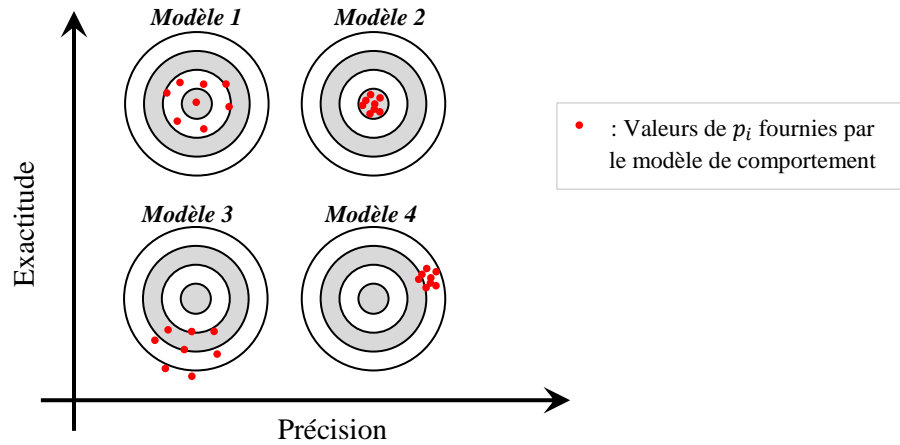 Modèle 1
Modèle 2
Modèle 3
Modèle 4
Exactitude
Précision
: Valeurs de pᵢ fournies par
le modèle de comportement